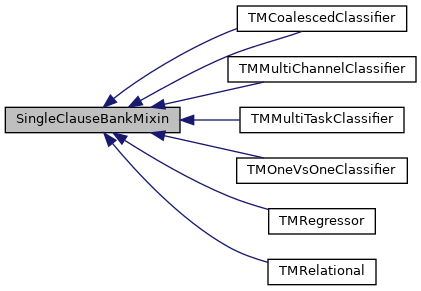 TMCoalescedClassifier
TMMultiChannelClassifier
SingleClauseBankMixin
TMMultiTaskClassifier
TMOneVsOneClassifier
TMRegressor
TMRelational